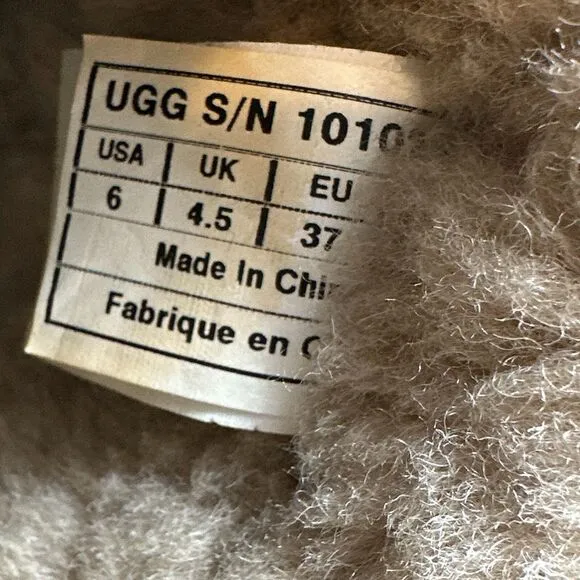 UGG S/N 1010
USA UK EU
6 4.5 37
Made In Chi
Fabrique en C